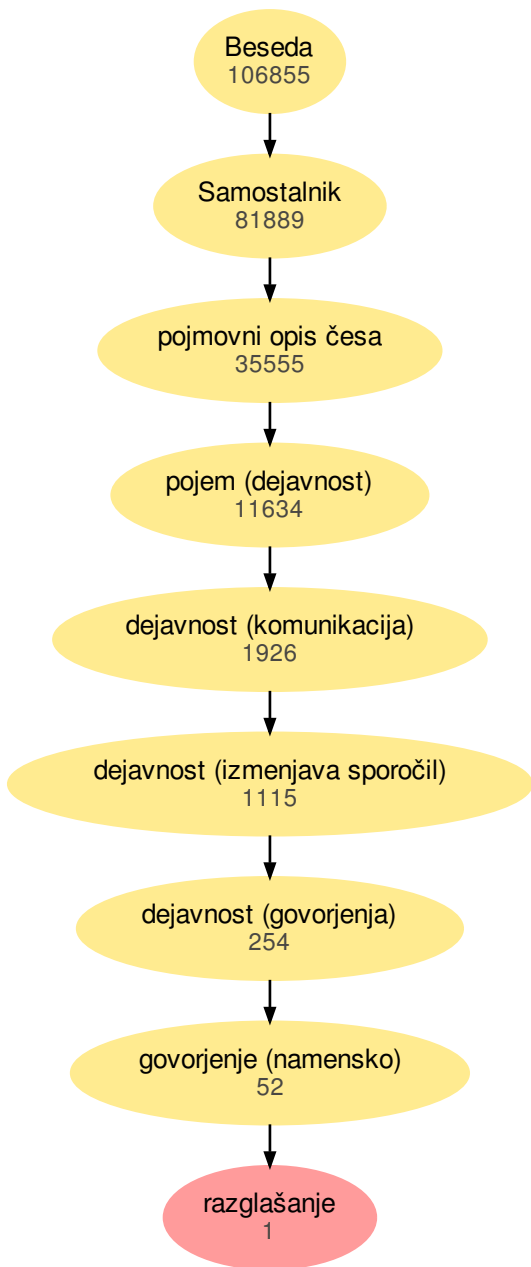 Beseda
106855
Samostalnik
81889
pojmovni opis česa
35555
pojem (dejavnost)
11634
dejavnost (komunikacija)
1926
dejavnost (izmenjava sporočil)
1115
dejavnost (govorjenja)
254
govorjenje (namensko)
52
razglašanje
1